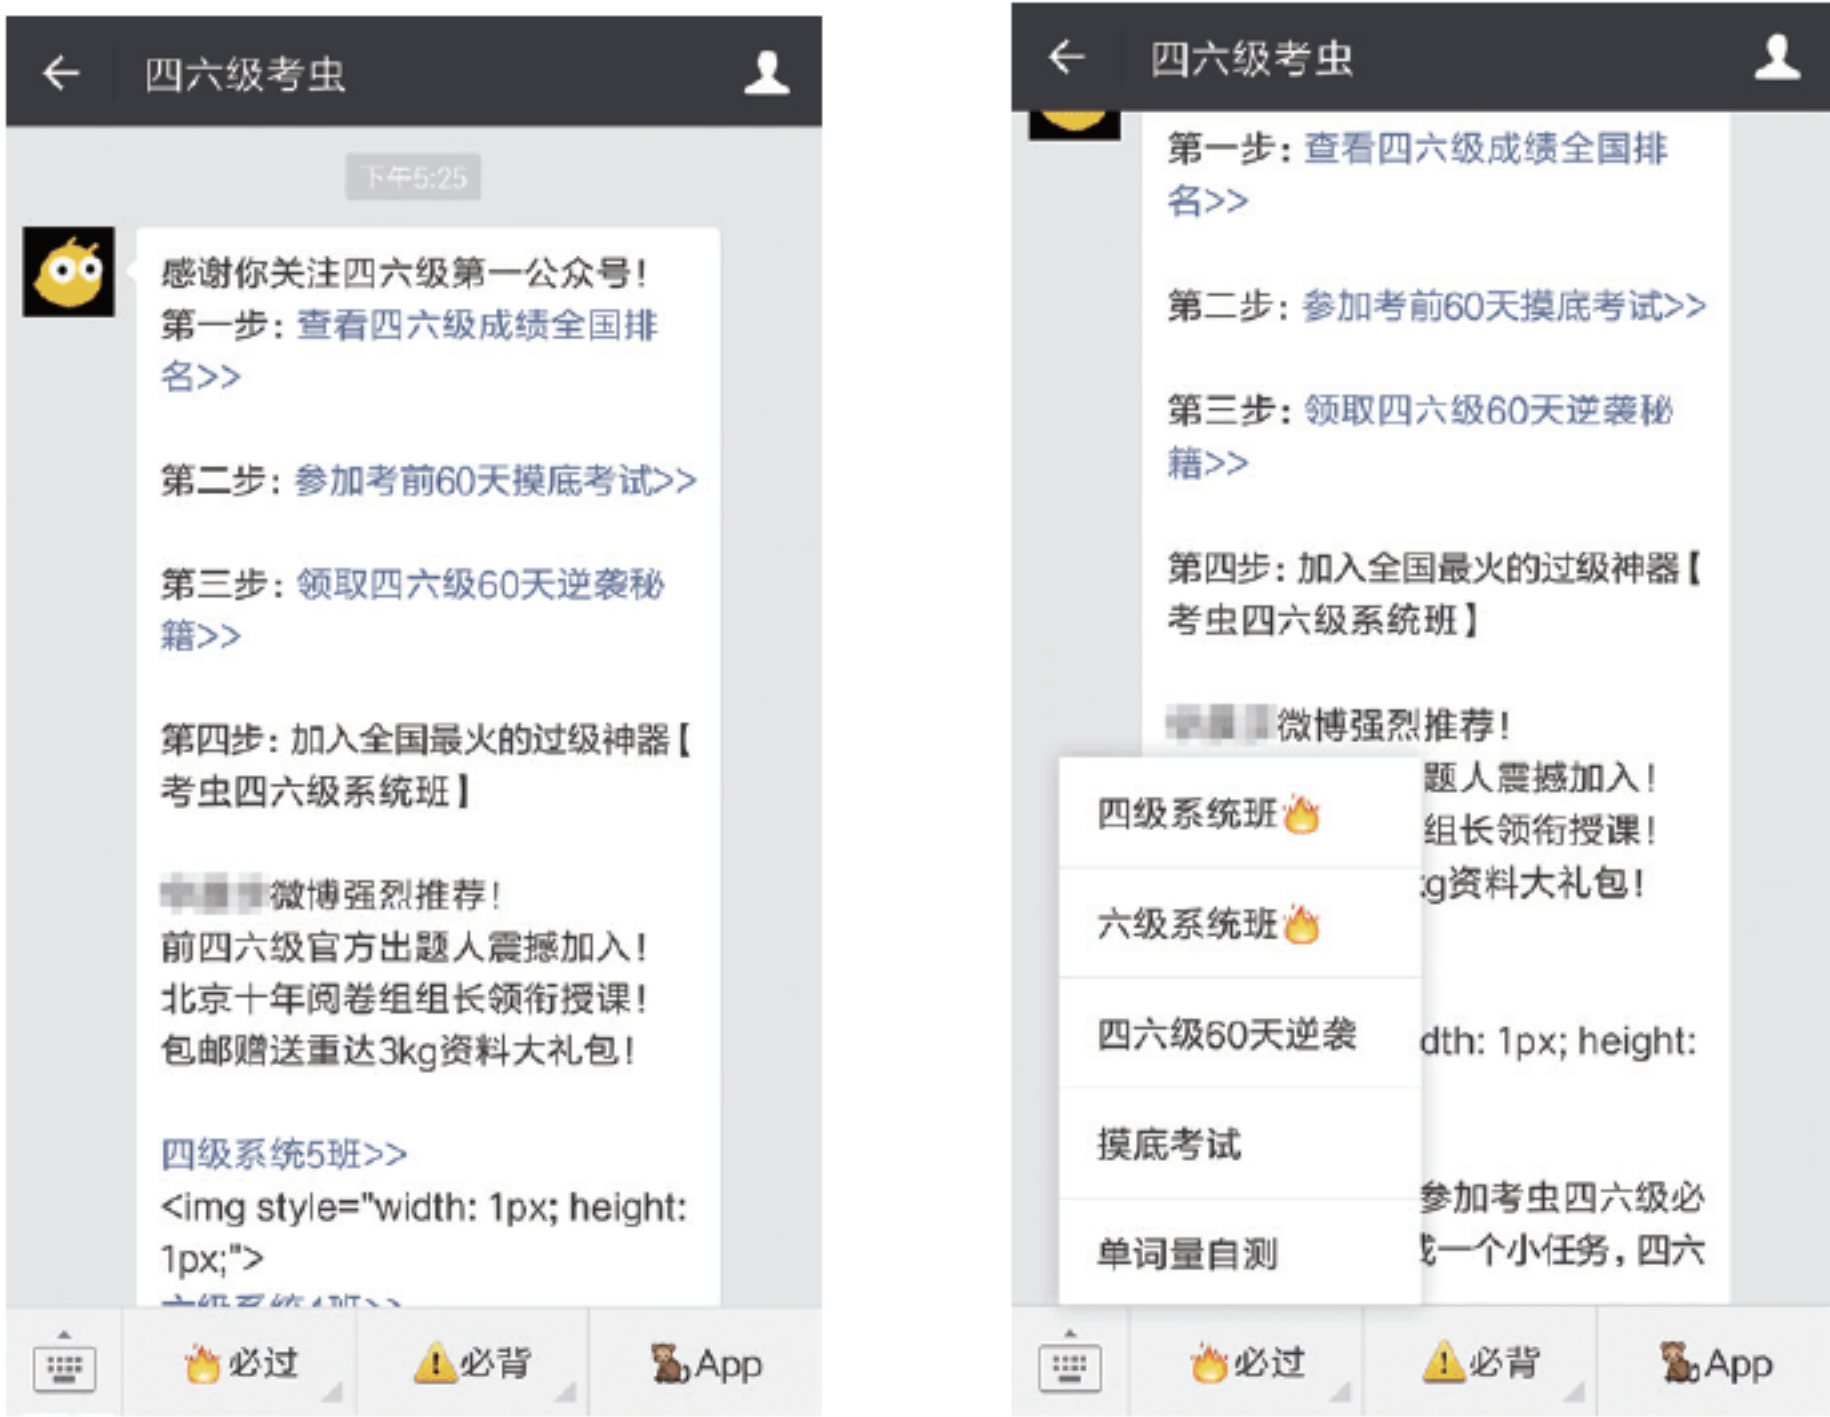 四六级考虫
下午5:25
感谢你关注四六级第一公众号！
第一步：查看四六级成绩全国排
名>>
第二步：参加考前60天摸底考试>>
第三步：领取四六级60天逆袭秘
籍>>
第四步：加入全国最火的过级神器【
考虫四六级系统班】
微博强烈推荐！
前四六级官方出题人震撼加入！
北京十年阅卷组组长领衔授课！
包邮赠送重达3kg资料大礼包！
四级系统5班>>
<img style="width: 1px; height:
1px;">
六级系统4班>>
必过
必背
App
四六级考虫
第一步：查看四六级成绩全国排
名>>
第二步：参加考前60天摸底考试>>
第三步：领取四六级60天逆袭秘
籍>>
第四步：加入全国最火的过级神器【
考虫四六级系统班】
微博强烈推荐！
题人震撼加入！
组长领衔授课！
kg资料大礼包！
dth: 1px; height:
参加考虫四六级必
一个小任务，四六
四级系统班
六级系统班
四六级60天逆袭
摸底考试
单词量自测
必过
必背
App